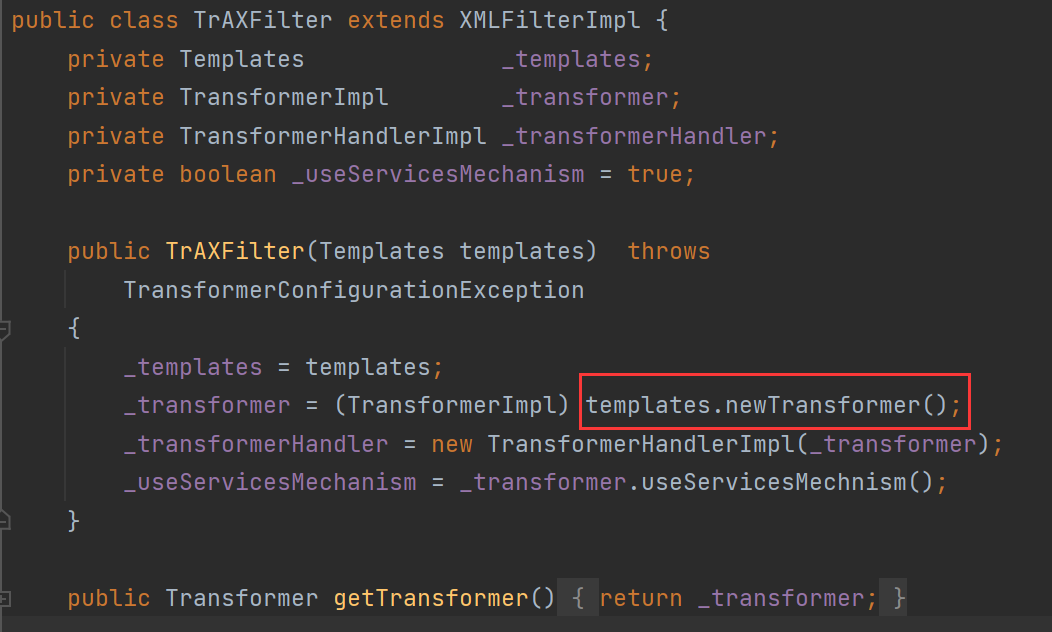 public class TrAXFilter extends XMLFilterImpl {
private Templates _templates;
private TransformerImpl _transformer;
private TransformerHandlerImpl _transformerHandler;
private boolean _useServicesMechanism = true;
public TrAXFilter(Templates templates) throws
TransformerConfigurationException
{
_templates = templates;
_transformer = (TransformerImpl) templates.newTransformer();
_transformerHandler = new TransformerHandlerImpl(_transformer);
_useServicesMechanism = _transformer.useServicesMechnism();
}
public Transformer getTransformer() { return _transformer; }